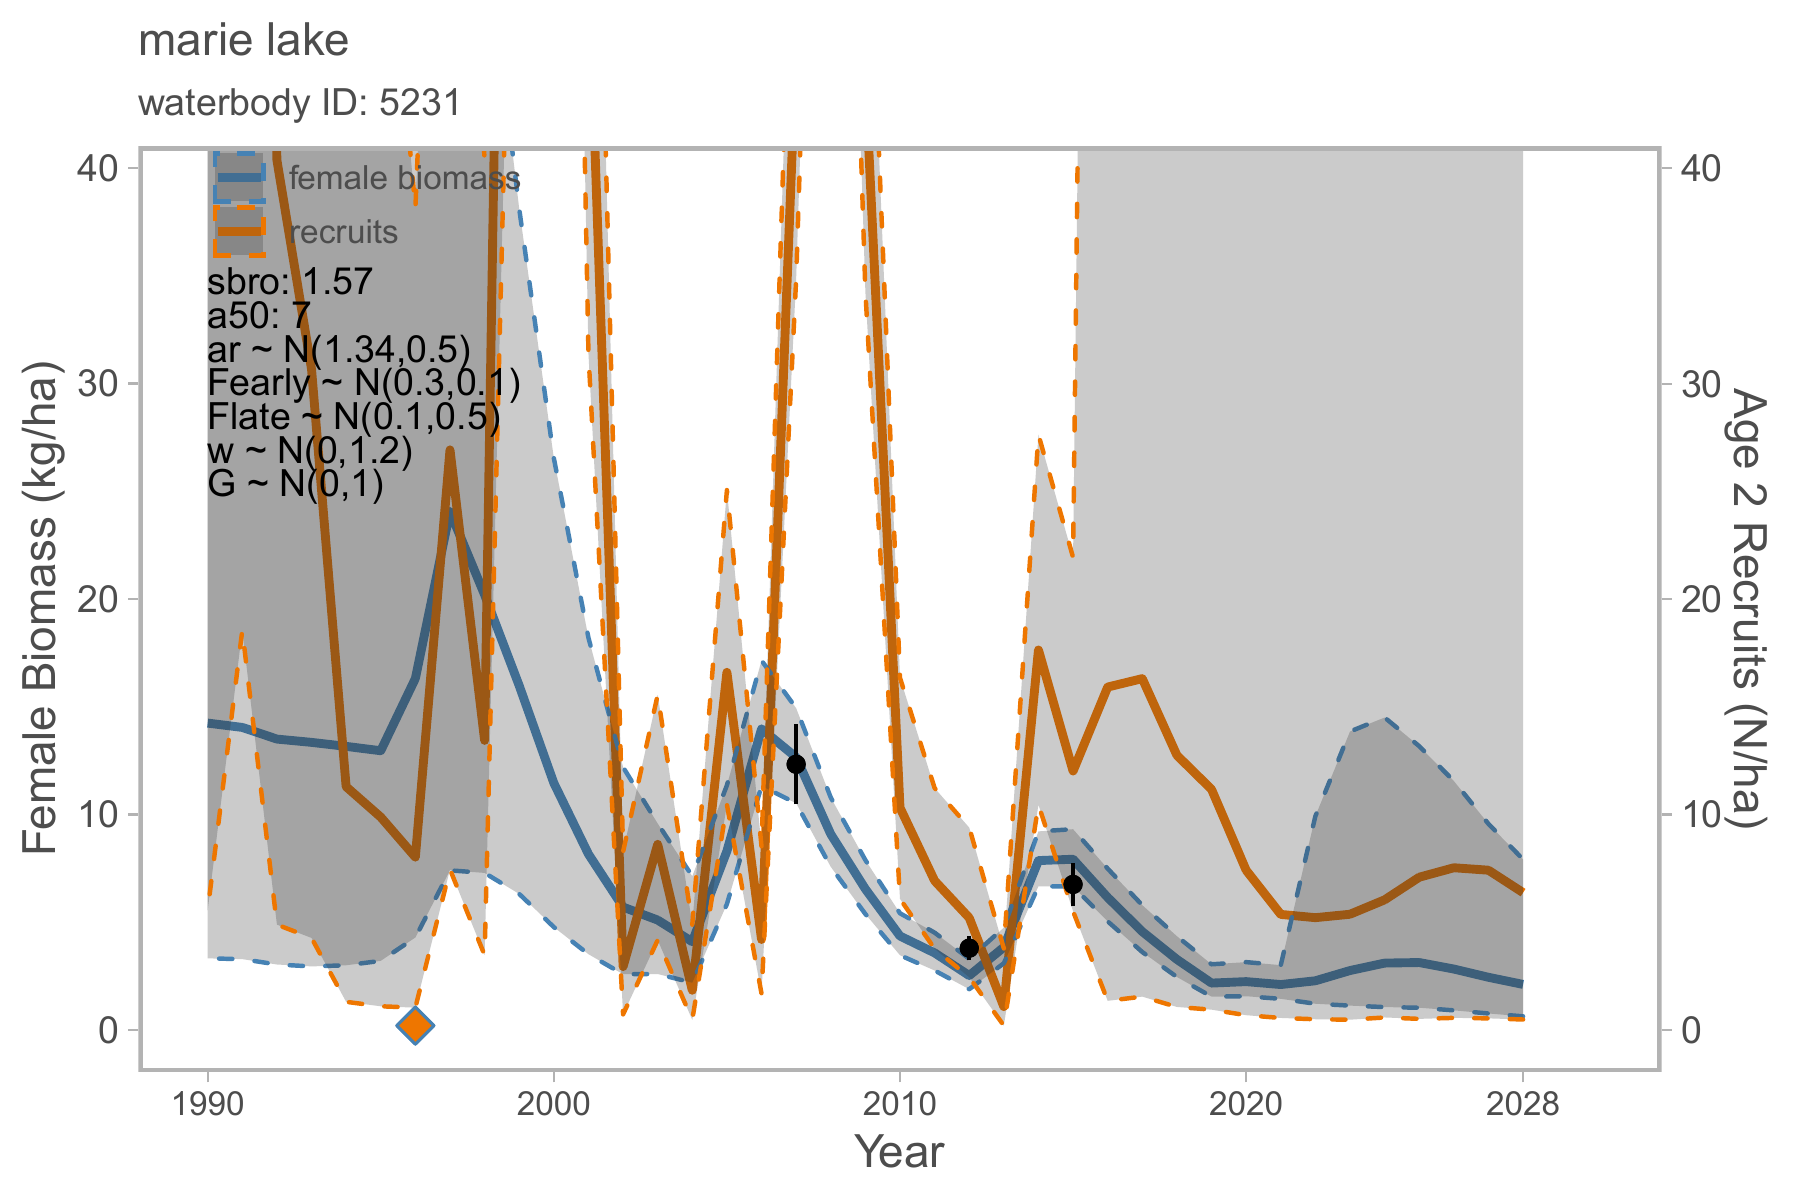 marie lake
waterbody ID: 5231
female biomass
recruits
sbro: 1.57
a50: 7
ar ~ N(1.34,0.5)
Fearly ~ N(0.3,0.1)
Flate ~ N(0.1,0.5)
w ~ N(0,1.2)
G ~ N(0,1)
Female Biomass (kg/ha)
40
30
20
10
0
40
30
20
10
0
Age 2 Recruits (N/ha)
1990
2000
2010
2020
2028
Year